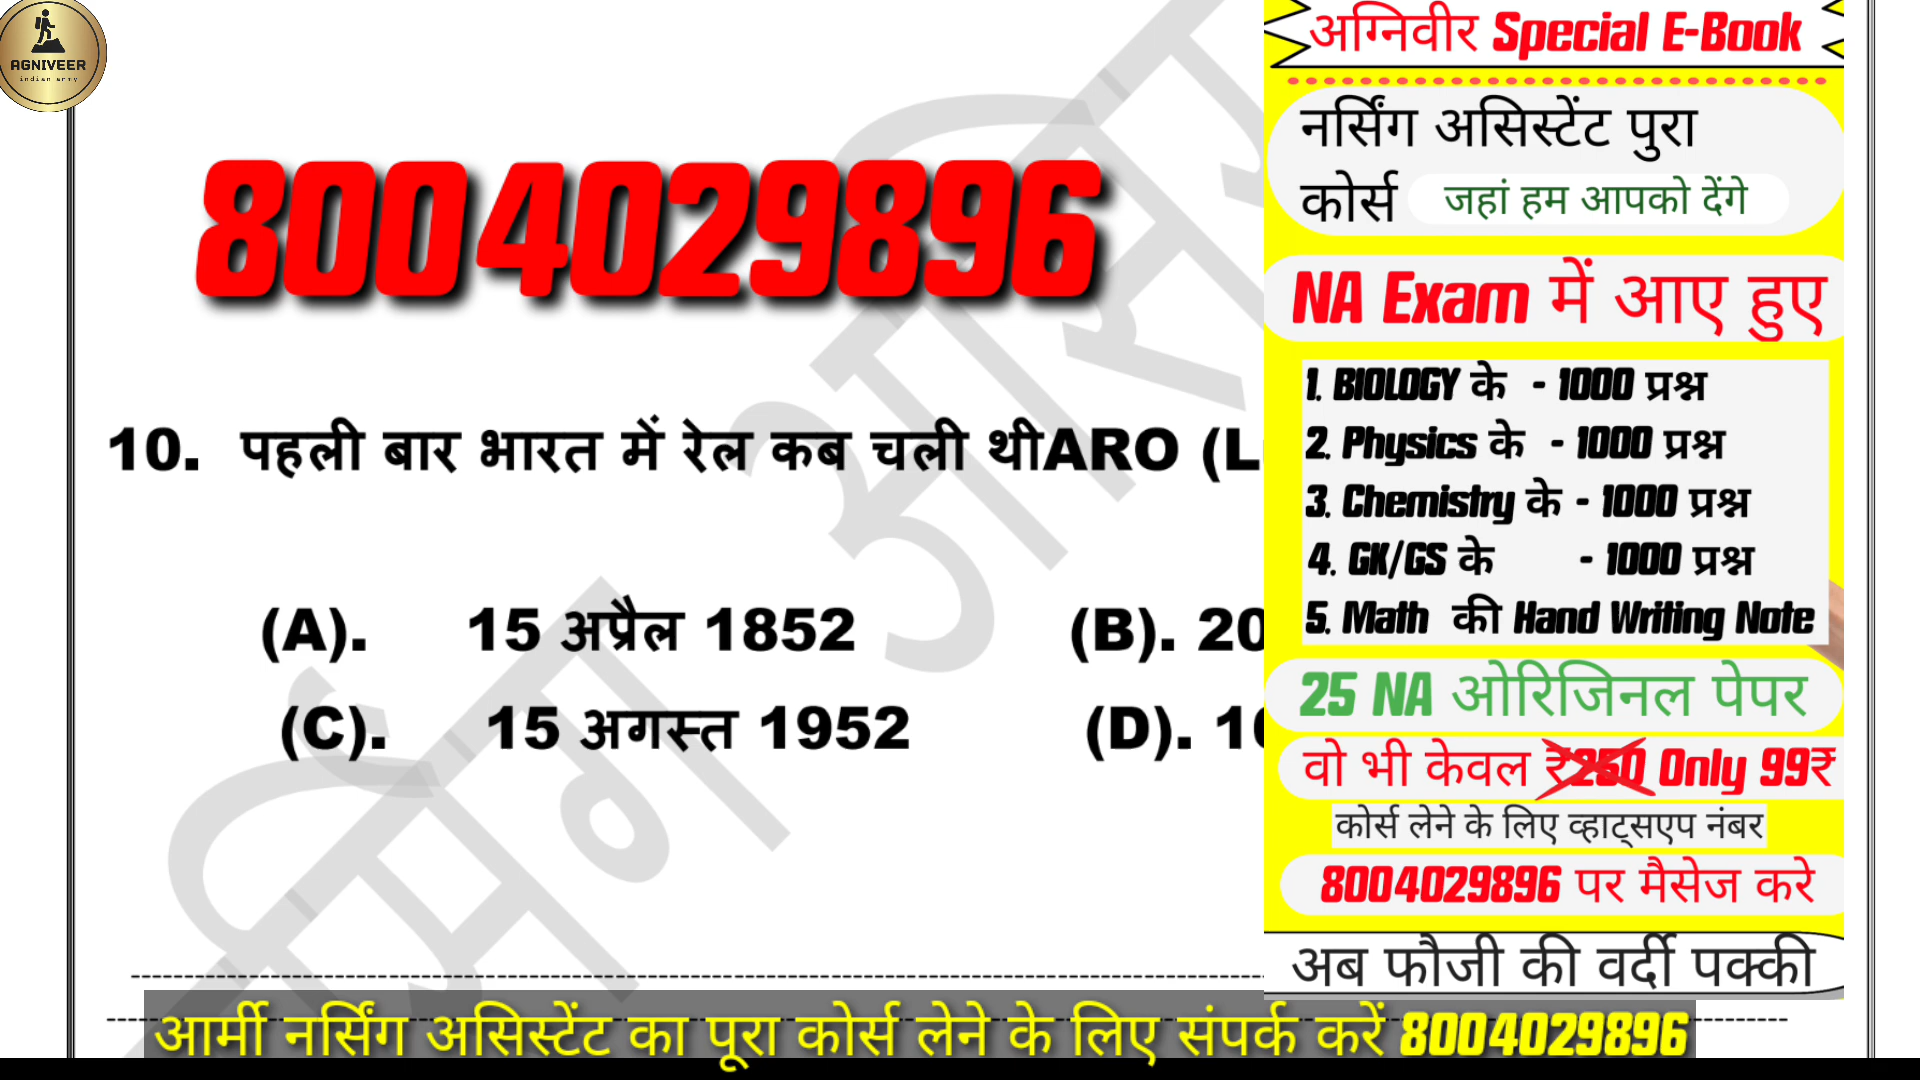 AGNIVEER
indian army
8004029896
10. पहली बार भारत में रेल कब चली थीARO (L
(A). 15 अप्रैल 1852 (B). 20
(C). 15 अगस्त 1952 (D). 1
अग्निवीर Special E-Book
नर्सिंग असिस्टेंट पुरा
कोर्स जहां हम आपको देंगे
NA Exam में आए हुए
1. BIOLOGY के - 1000 प्रश्न
2. Physics के - 1000 प्रश्न
3. Chemistry के - 1000 प्रश्न
4. GK/GS के - 1000 प्रश्न
5. Math की Hand Writing Note
25 NA ओरिजिनल पेपर
वो भी केवल ₹250 Only 99₹
कोर्स लेने के लिए व्हाट्सएप नंबर
8004029896 पर मैसेज करे
अब फौजी की वर्दी पक्की
आर्मी नर्सिंग असिस्टेंट का पूरा कोर्स लेने के लिए संपर्क करें 8004029896